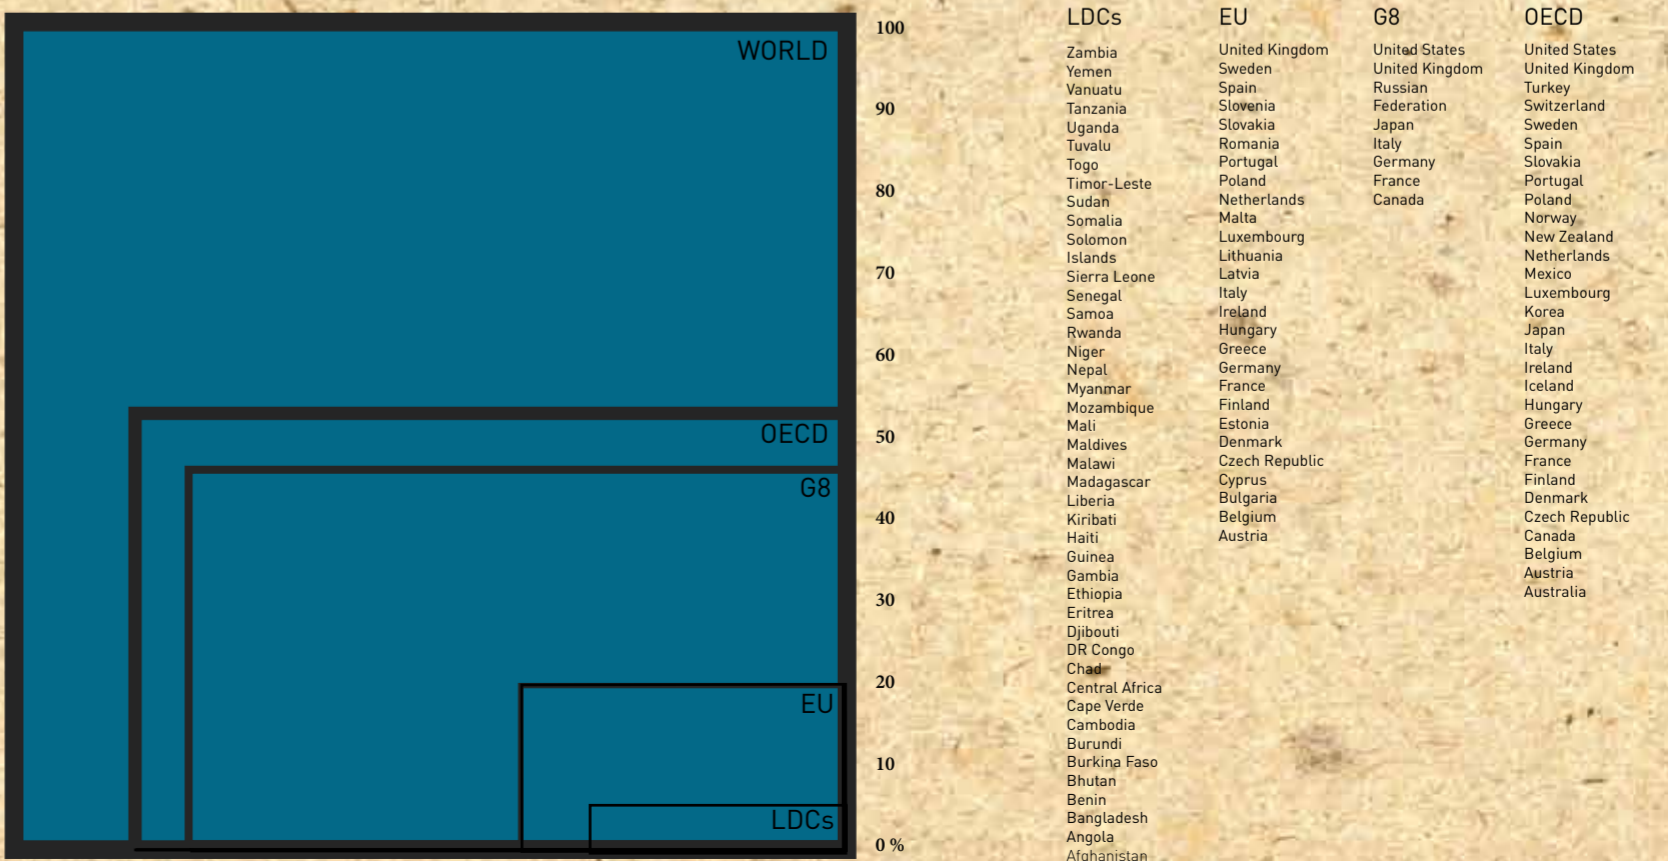 WORLD
OECD
G8
EU
LDCs
100
90
80
70
60
50
40
30
20
10
0 %
LDCs
Zambia
Yemen
Vanuatu
Tanzania
Uganda
Tuvalu
Togo
Timor-Leste
Sudan
Somalia
Solomon
Islands
Sierra Leone
Senegal
Samoa
Rwanda
Niger
Nepal
Myanmar
Mozambique
Mali
Maldives
Malawi
Madagascar
Liberia
Kiribati
Haiti
Guinea
Gambia
Ethiopia
Eritrea
Djibouti
DR Congo
Chad
Central Africa
Cape Verde
Cambodia
Burundi
Burkina Faso
Bhutan
Benin
Bangladesh
Angola
Afghanistan
EU
United Kingdom
Sweden
Spain
Slovenia
Slovakia
Romania
Portugal
Poland
Netherlands
Malta
Luxembourg
Lithuania
Latvia
Italy
Ireland
Hungary
Greece
Germany
France
Finland
Estonia
Denmark
Czech Republic
Cyprus
Bulgaria
Belgium
Austria
G8
United States
United Kingdom
Russian
Federation
Japan
Italy
Germany
France
Canada
OECD
United States
United Kingdom
Turkey
Switzerland
Sweden
Spain
Slovakia
Portugal
Poland
Norway
New Zealand
Netherlands
Mexico
Luxembourg
Korea
Japan
Italy
Ireland
Iceland
Hungary
Greece
Germany
France
Finland
Denmark
Czech Republic
Canada
Belgium
Austria
Australia